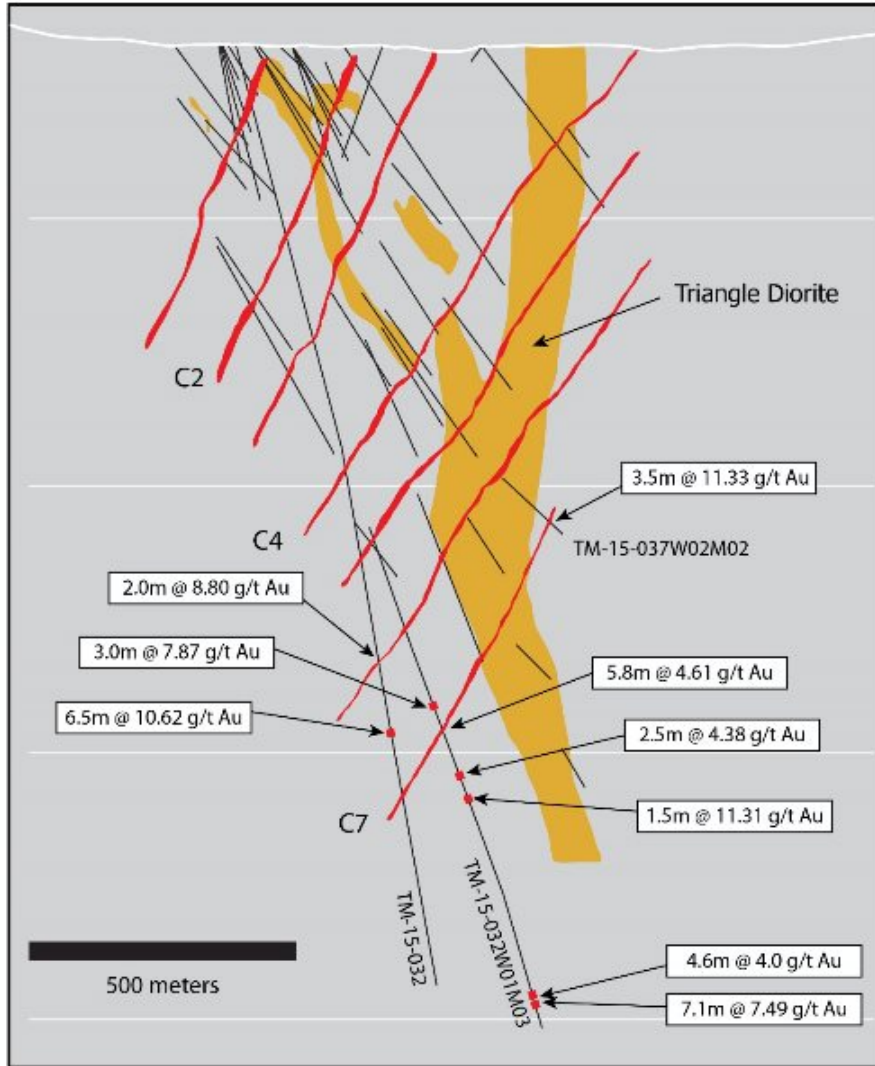 Triangle Diorite
C2
3.5m @ 11.33 g/t Au
C4
TM-15-037W02M02
2.0m @ 8.80 g/t Au
3.0m @ 7.87 g/t Au
5.8m @ 4.61 g/t Au
6.5m @ 10.62 g/t Au
2.5m @ 4.38 g/t Au
1.5m @ 11.31 g/t Au
C7
TM-15-032
TM-15-032W01M03
500 meters
4.6m @ 4.0 g/t Au
7.1m @ 7.49 g/t Au